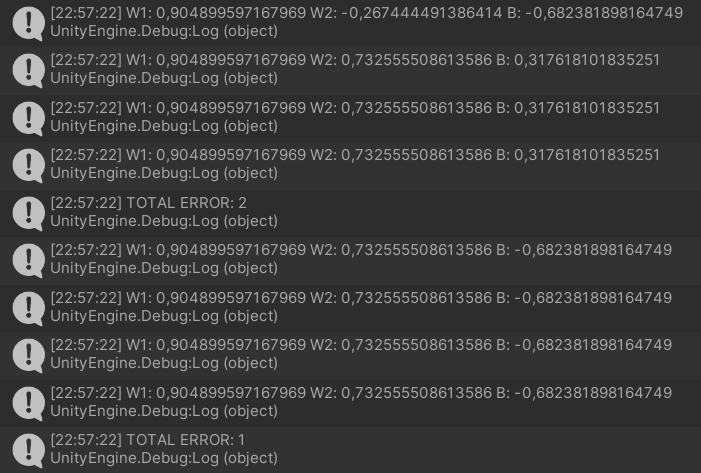 [22:57:22] W1: 0,904899597167969 W2: -0,267444491386414 B: -0,682381898164749
UnityEngine.Debug:Log (object)
[22:57:22] W1: 0,904899597167969 W2: 0,732555508613586 B: 0,317618101835251
UnityEngine.Debug:Log (object)
[22:57:22] W1: 0,904899597167969 W2: 0,732555508613586 B: 0,317618101835251
UnityEngine.Debug:Log (object)
[22:57:22] W1: 0,904899597167969 W2: 0,732555508613586 B: 0,317618101835251
UnityEngine.Debug:Log (object)
[22:57:22] TOTAL ERROR: 2
UnityEngine.Debug:Log (object)
[22:57:22] W1: 0,904899597167969 W2: 0,732555508613586 B: -0,682381898164749
UnityEngine.Debug:Log (object)
[22:57:22] W1: 0,904899597167969 W2: 0,732555508613586 B: -0,682381898164749
UnityEngine.Debug:Log (object)
[22:57:22] W1: 0,904899597167969 W2: 0,732555508613586 B: -0,682381898164749
UnityEngine.Debug:Log (object)
[22:57:22] W1: 0,904899597167969 W2: 0,732555508613586 B: -0,682381898164749
UnityEngine.Debug:Log (object)
[22:57:22] TOTAL ERROR: 1
UnityEngine.Debug:Log (object)